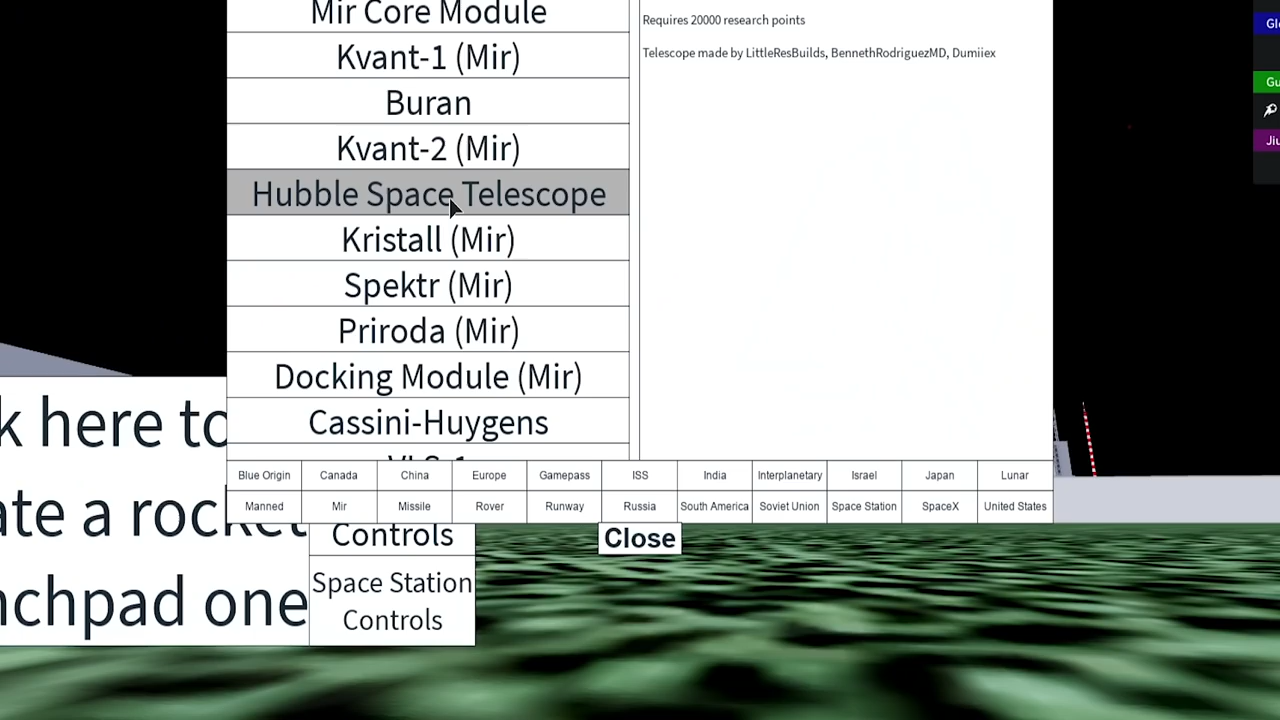 Mir Core Module
Kvant-1 (Mir)
Buran
Kvant-2 (Mir)
Hubble Space Telescope
Kristall (Mir)
Spektr (Mir)
Priroda (Mir)
Docking Module (Mir)
Cassini-Huygens
Requires 20000 research points
Telescope made by LittleResBuilds, BennethRodriguezMD, Dumiiex
Blue Origin Canada China Europe Gamepass ISS India Interplanetary Israel Japan Lunar
Manned Mir Missile Rover Runway Russia South America Soviet Union Space Station SpaceX United States
Close
k here to
ate a rocket
nchpad one
Controls
Space Station
Controls
Gl
Gu
Jiu